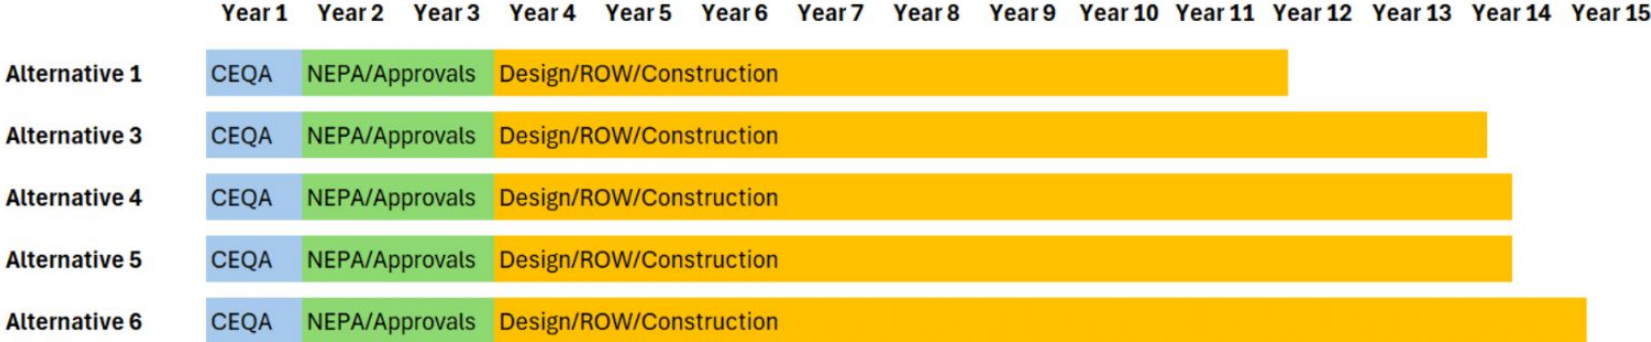 Year 1 Year 2 Year 3 Year 4 Year 5 Year 6 Year 7 Year 8 Year 9 Year 10 Year 11 Year 12 Year 13 Year 14 Year 15
Alternative 1 CEQA NEPA/Approvals Design/ROW/Construction
Alternative 3 CEQA NEPA/Approvals Design/ROW/Construction
Alternative 4 CEQA NEPA/Approvals Design/ROW/Construction
Alternative 5 CEQA NEPA/Approvals Design/ROW/Construction
Alternative 6 CEQA NEPA/Approvals Design/ROW/Construction